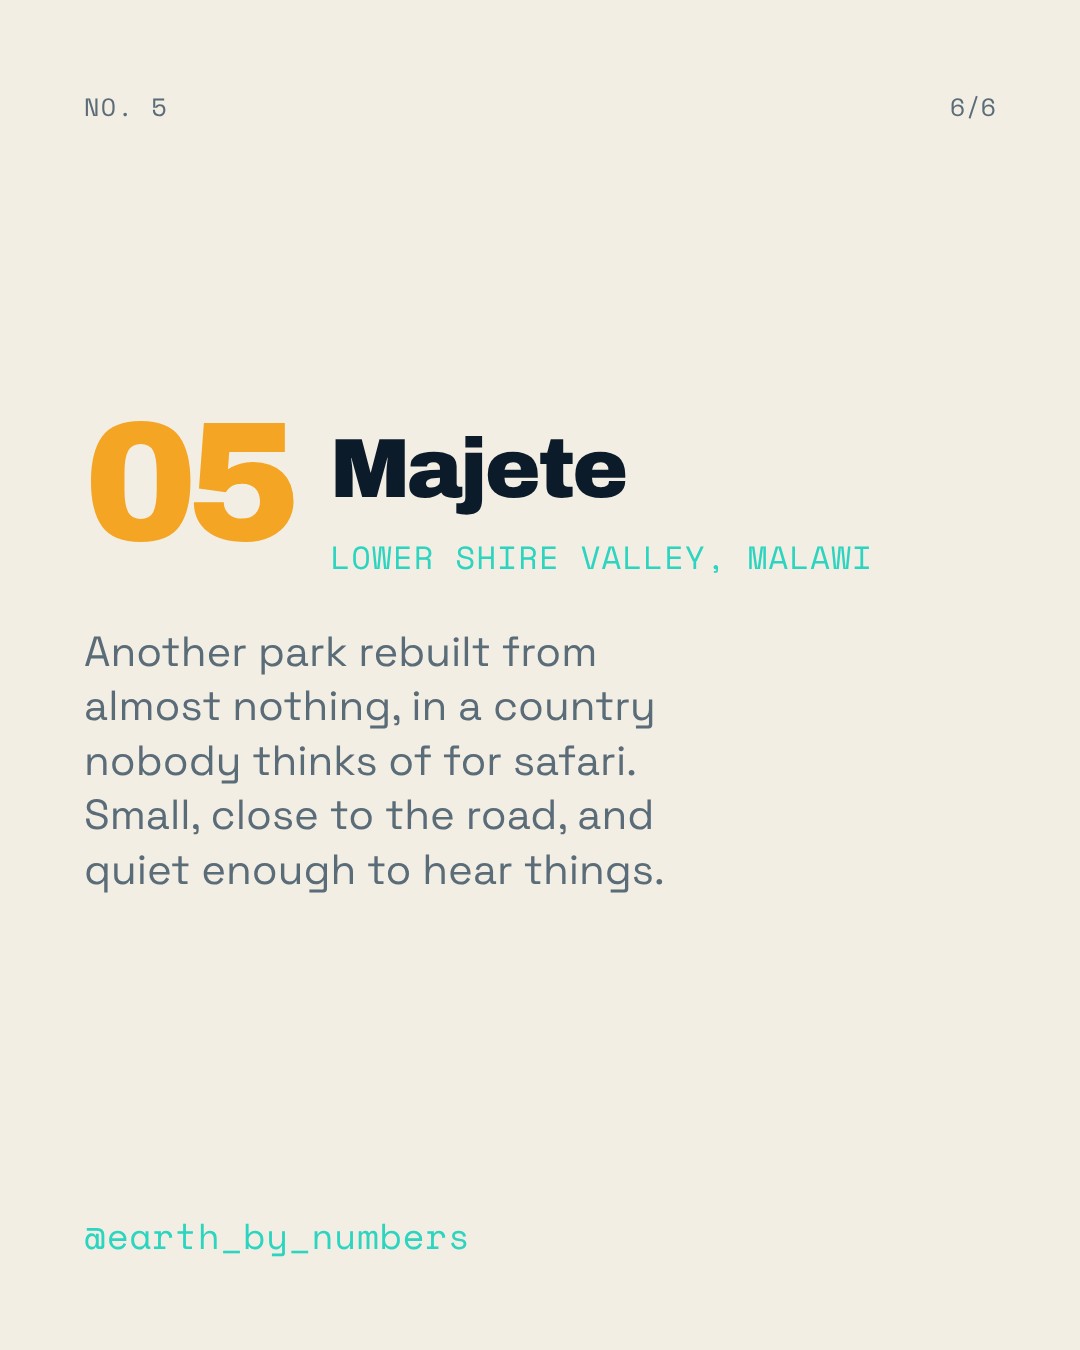 NO. 5
6/6
05
Majete
LOWER SHIRE VALLEY, MALAWI
Another park rebuilt from
almost nothing, in a country
nobody thinks of for safari.
Small, close to the road, and
quiet enough to hear things.
@earth_by_numbers